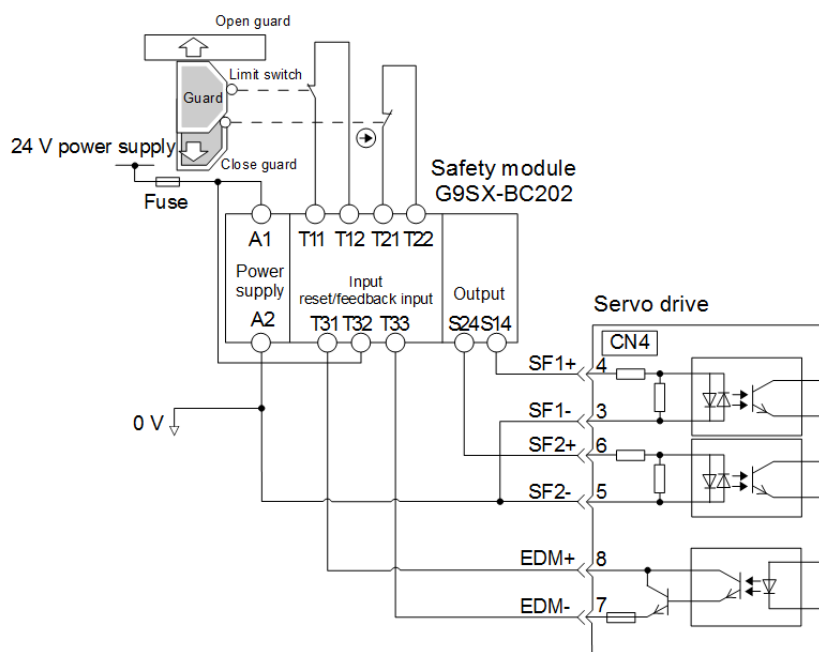 Open guard
Limit switch
Guard
24 V power supply
Close guard
Fuse
Safety module
G9SX-BC202
A1 T11 T12 T21 T22
Power
supply
Input
reset/feedback input
Output
A2 T31 T32 T33 S24 S14
Servo drive
CN4
SF1+ 4
SF1- 3
0 V
SF2+ 6
SF2- 5
EDM+ 8
EDM- 7